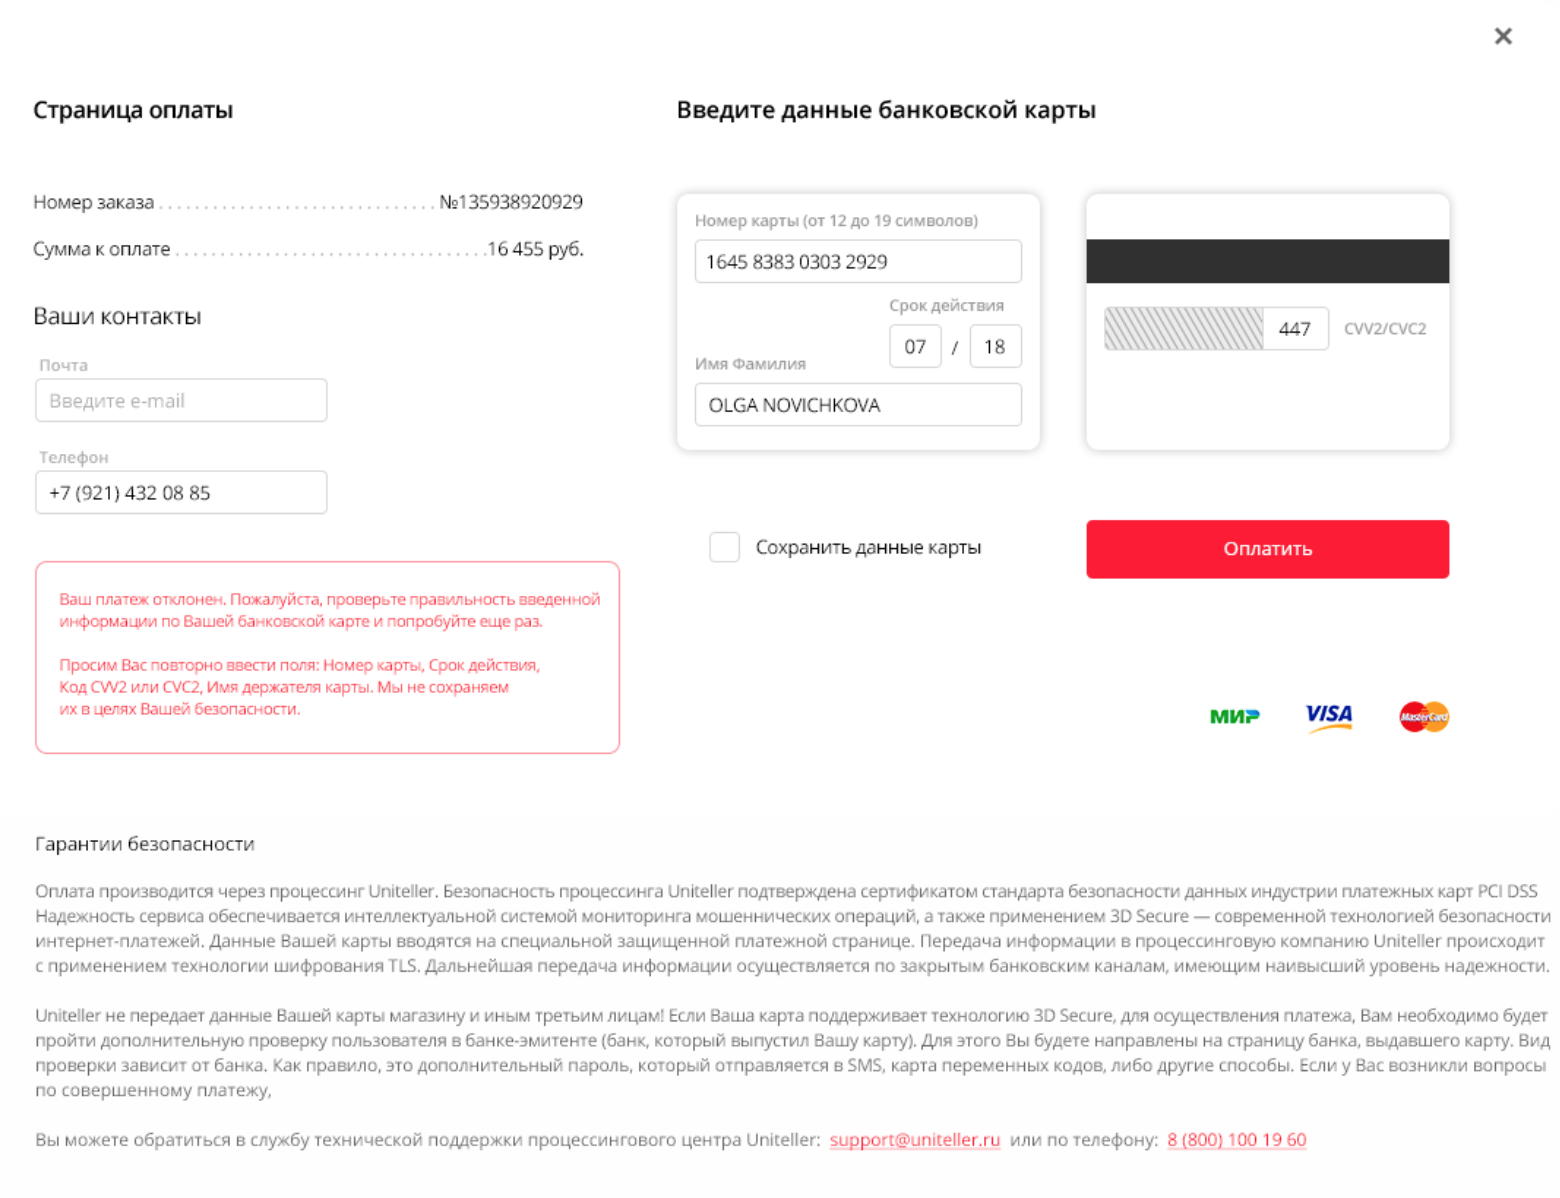 Страница оплаты
Номер заказа №135938920929
Сумма к оплате 16 455 руб.
Ваши контакты
Почта
Введите e-mail
Телефон
+7 (921) 432 08 85
Ваш платеж отклонен. Пожалуйста, проверьте правильность введенной
информации по Вашей банковской карте и попробуйте еще раз.
Просим Вас повторно ввести поля: Номер карты, Срок действия,
Код CVV2 или CVC2, Имя держателя карты. Мы не сохраняем
их в целях Вашей безопасности.
Введите данные банковской карты
Номер карты (от 12 до 19 символов)
1645 8383 0303 2929
Срок действия
07 / 18
Имя Фамилия
OLGA NOVICHKOVA
447 CVV2/CVC2
Сохранить данные карты
Оплатить
МИР VISA MasterCard
Гарантии безопасности
Оплата производится через процессинг Uniteller. Безопасность процессинга Uniteller подтверждена сертификатом стандарта безопасности данных индустрии платежных карт PCI DSS
Надежность сервиса обеспечивается интеллектуальной системой мониторинга мошеннических операций, а также применением 3D Secure — современной технологией безопасности
интернет-платежей. Данные Вашей карты вводятся на специальной защищенной платежной странице. Передача информации в процессинговую компанию Uniteller происходит
с применением технологии шифрования TLS. Дальнейшая передача информации осуществляется по закрытым банковским каналам, имеющим наивысший уровень надежности.
Uniteller не передает данные Вашей карты магазину и иным третьим лицам! Если Ваша карта поддерживает технологию 3D Secure, для осуществления платежа, Вам необходимо будет
пройти дополнительную проверку пользователя в банке-эмитенте (банк, который выпустил Вашу карту). Для этого Вы будете направлены на страницу банка, выдавшего карту. Вид
проверки зависит от банка. Как правило, это дополнительный пароль, который отправляется в SMS, карта переменных кодов, либо другие способы. Если у Вас возникли вопросы
по совершенному платежу,
Вы можете обратиться в службу технической поддержки процессингового центра Uniteller: support@uniteller.ru или по телефону: 8 (800) 100 19 60